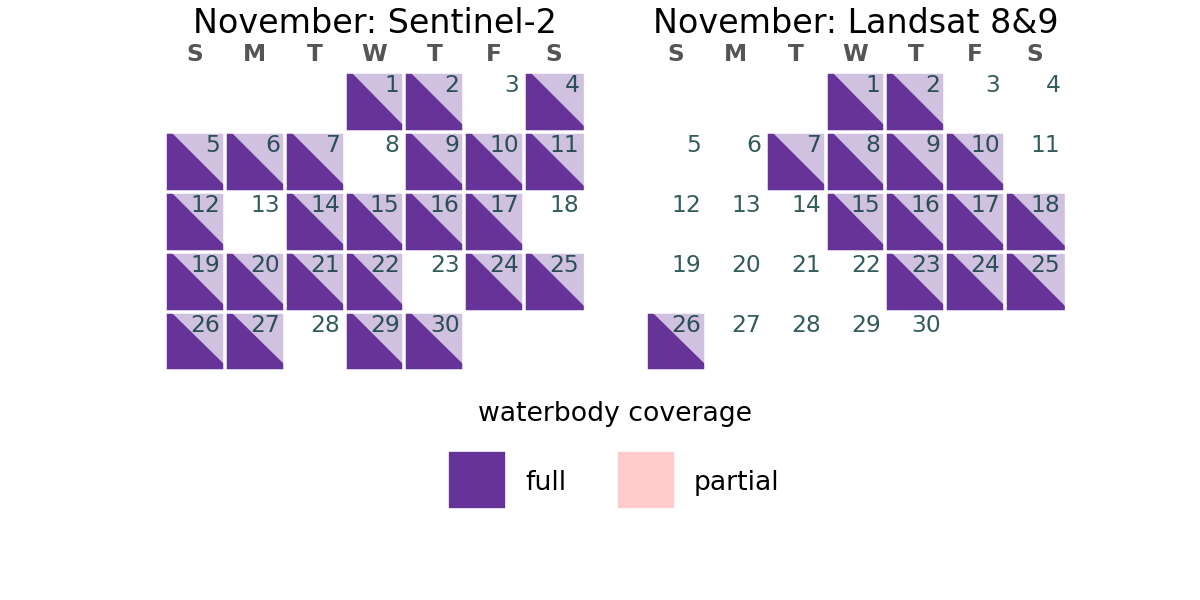 November: Sentinel-2
S M T W T F S
1 2 3 4
5 6 7 8 9 10 11
12 13 14 15 16 17 18
19 20 21 22 23 24 25
26 27 28 29 30
November: Landsat 8&9
S M T W T F S
1 2 3 4
5 6 7 8 9 10 11
12 13 14 15 16 17 18
19 20 21 22 23 24 25
26 27 28 29 30
waterbody coverage
full
partial